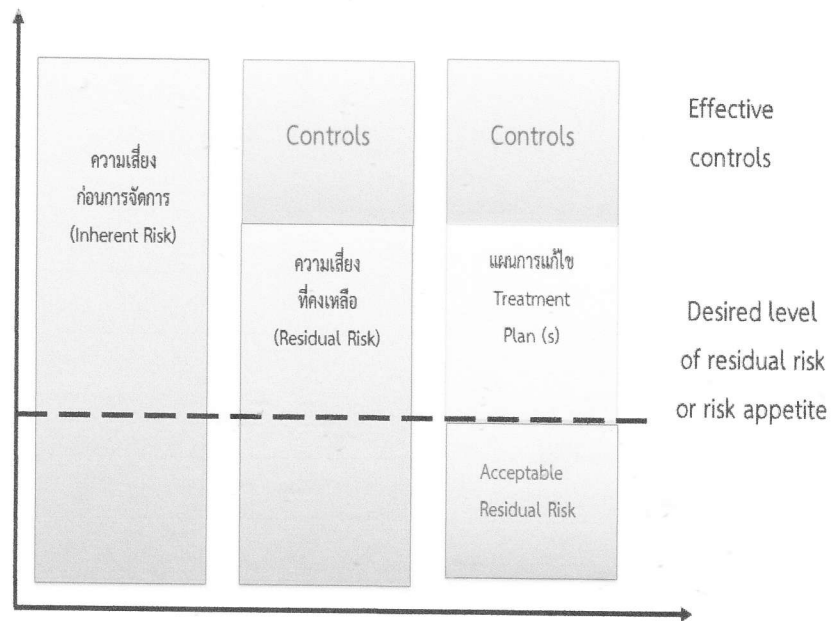 ความเสี่ยง
ก่อนการจัดการ
(Inherent Risk)
Controls
ความเสี่ยง
ที่คงเหลือ
(Residual Risk)
Controls
แผนการแก้ไข
Treatment
Plan (s)
Acceptable
Residual Risk
Effective
controls
Desired level
of residual risk
or risk appetite